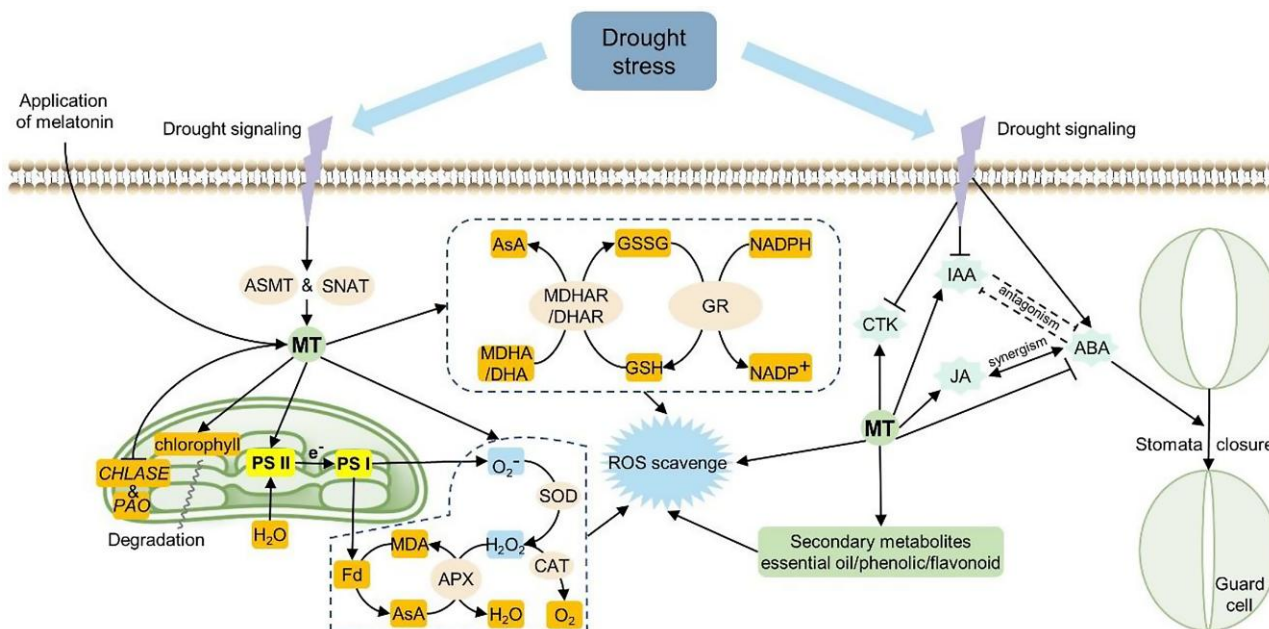 Drought
stress
Application
of melatonin
Drought signaling
Drought signaling
ASMT & SNAT
MT
AsA
GSSG
NADPH
MDHAR
/DHAR
GR
MDHA
/DHA
GSH
NADP+
IAA
antagonism
CTK
ABA
synergism
JA
MT
Stomata closure
chlorophyll
CHLASE
&
PAO
PS II
e-
PS I
Degradation
H2O
O2-
SOD
ROS scavenge
MDA
H2O2
Fd
APX
CAT
AsA
H2O
O2
Secondary metabolites
essential oil/phenolic/flavonoid
Guard
cell